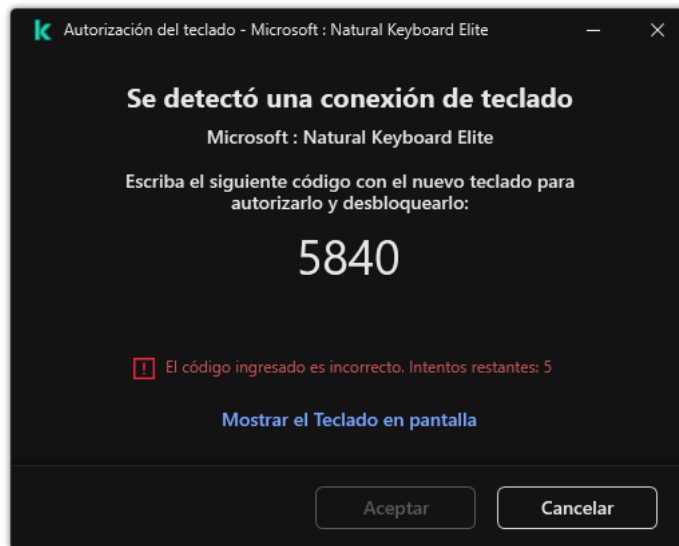 Autorización del teclado - Microsoft : Natural Keyboard Elite
Se detectó una conexión de teclado
Microsoft : Natural Keyboard Elite
Escriba el siguiente código con el nuevo teclado para
autorizarlo y desbloquearlo:
5840
El código ingresado es incorrecto. Intentos restantes: 5
Mostrar el Teclado en pantalla
Aceptar
Cancelar